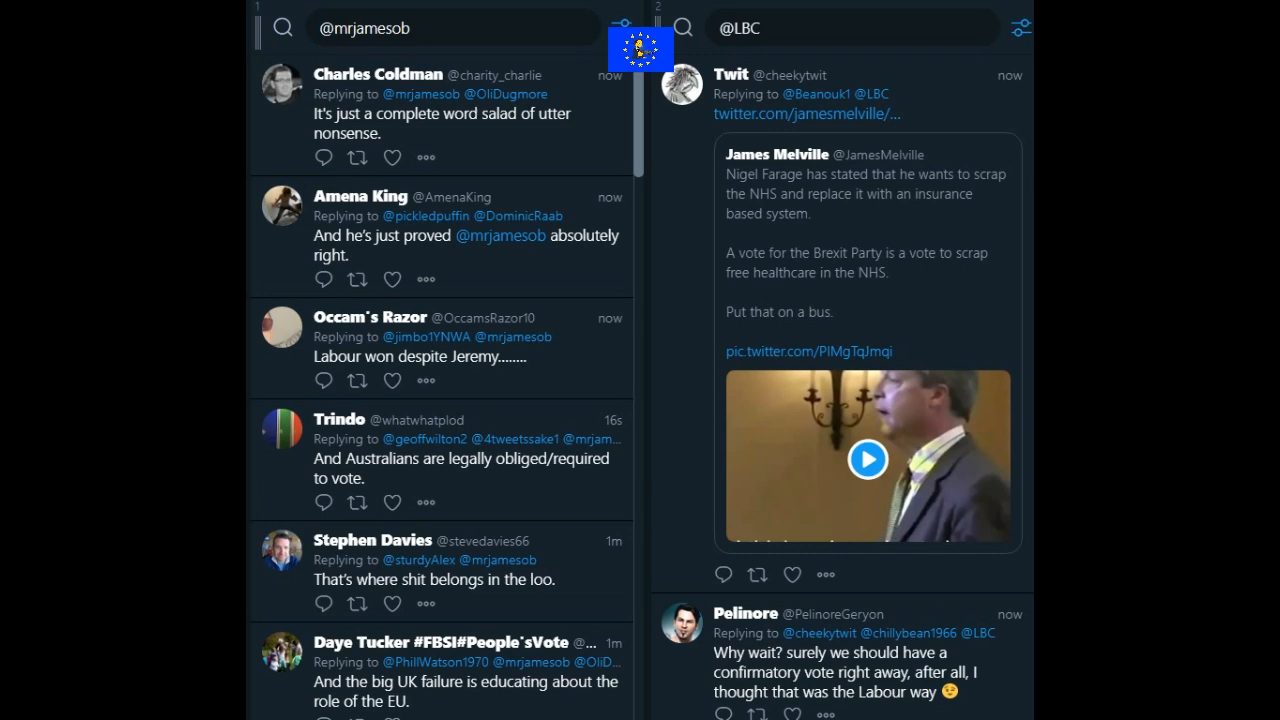 1
@mrjamesob
Charles Coldman @charity_charlie now
Replying to @mrjamesob @OliDugmore
It's just a complete word salad of utter
nonsense.
Amena King @AmenaKing now
Replying to @pickledpuffin @DominicRaab
And he's just proved @mrjamesob absolutely
right.
Occam's Razor @OccamsRazor10 now
Replying to @jimbo1YNWA @mrjamesob
Labour won despite Jeremy........
Trindo @whatwhatplod 16s
Replying to @geoffwilton2 @4tweetssake1 @mrjam...
And Australians are legally obliged/required
to vote.
Stephen Davies @stevedavies66 1m
Replying to @sturdyAlex @mrjamesob
That's where shit belongs in the loo.
Daye Tucker #FBSI#People'sVote @... 1m
Replying to @PhillWatson1970 @mrjamesob @OliD...
And the big UK failure is educating about the
role of the EU.
2
@LBC
Twit @cheekytwit now
Replying to @Beanouk1 @LBC
twitter.com/jamesmelville/...
James Melville @JamesMelville
Nigel Farage has stated that he wants to scrap
the NHS and replace it with an insurance
based system.
A vote for the Brexit Party is a vote to scrap
free healthcare in the NHS.
Put that on a bus.
pic.twitter.com/PlMgTqJmqi
Pelinore @PelinoreGeryon now
Replying to @cheekytwit @chillybean1966 @LBC
Why wait? surely we should have a
confirmatory vote right away, after all, I
thought that was the Labour way 😉